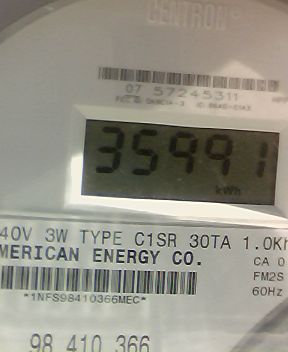 CENTRON®
07 57245311
35991
kWh
40V 3W TYPE C1SR 30TA 1.0Kh
MERICAN ENERGY CO.
CA 0
FM2S
*1NFS98410366MEC*
60Hz
98 410 366